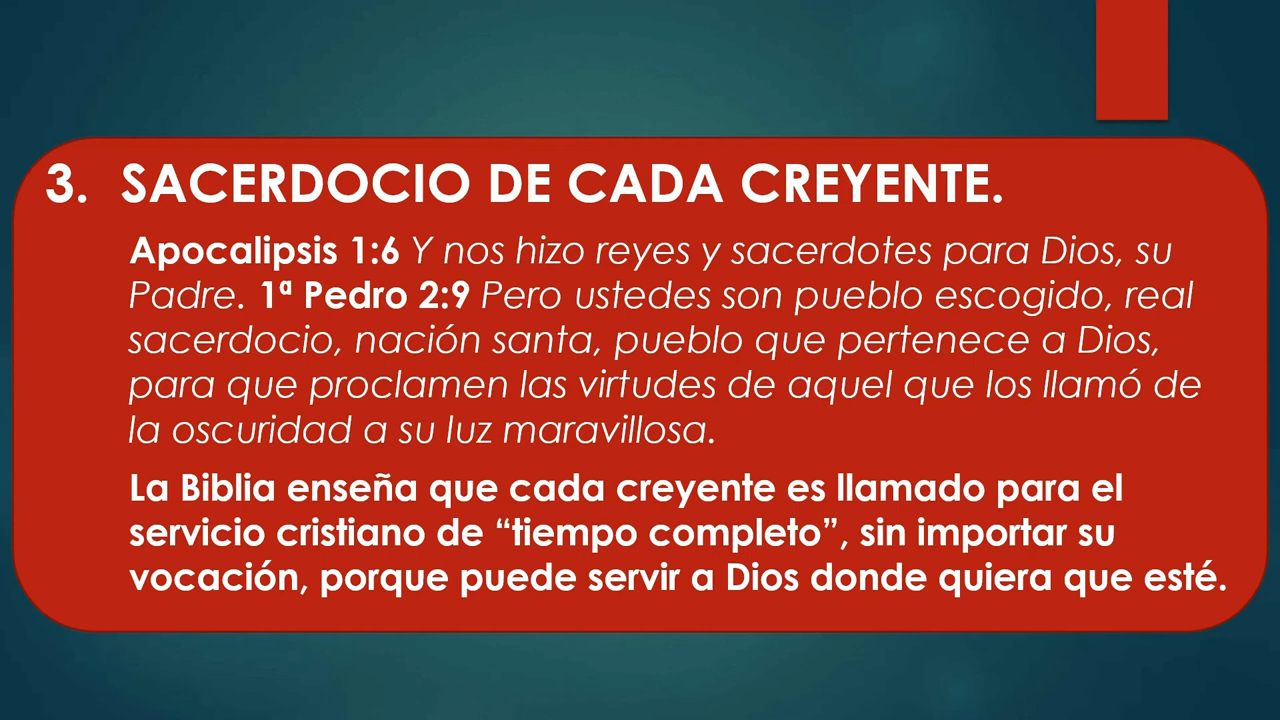 3. SACERDOCIO DE CADA CREYENTE.
Apocalipsis 1:6 Y nos hizo reyes y sacerdotes para Dios, su
Padre. 1ª Pedro 2:9 Pero ustedes son pueblo escogido, real
sacerdocio, nación santa, pueblo que pertenece a Dios,
para que proclamen las virtudes de aquel que los llamó de
la oscuridad a su luz maravillosa.
La Biblia enseña que cada creyente es llamado para el
servicio cristiano de “tiempo completo”, sin importar su
vocación, porque puede servir a Dios donde quiera que esté.